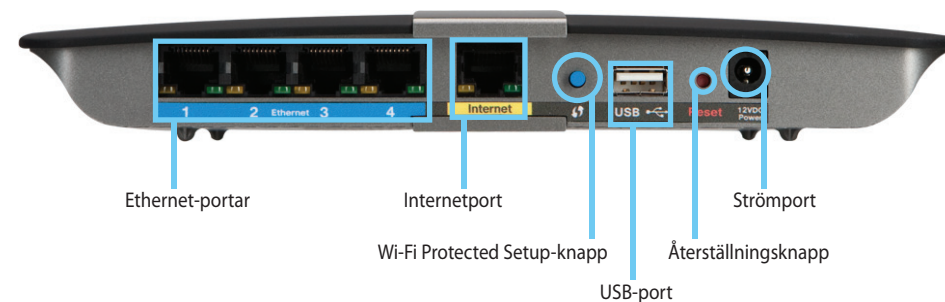 1 2 Ethernet 3 4
Internet
USB
Reset
12VDC
Power
Ethernet-portar
Internetport
Strömport
Wi-Fi Protected Setup-knapp
Återställningsknapp
USB-port